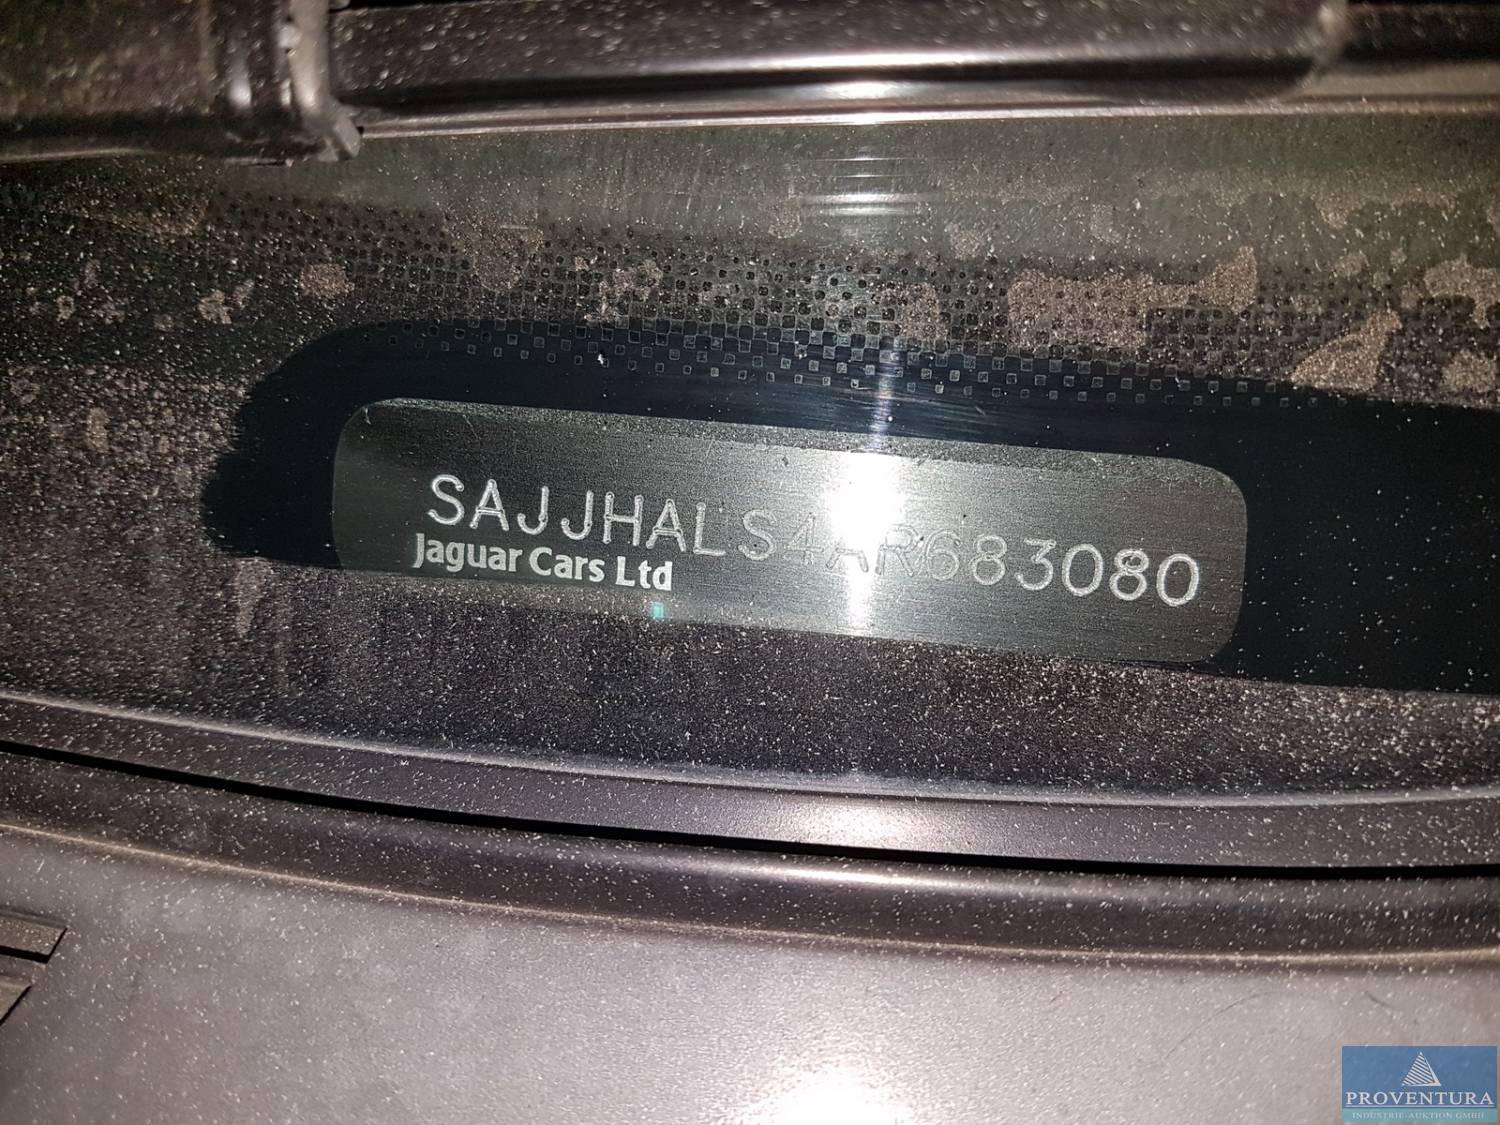 SAJJHALS4AR683080
Jaguar Cars Ltd
PROVENTURA
INDUSTRIE-AUKTION GMBH